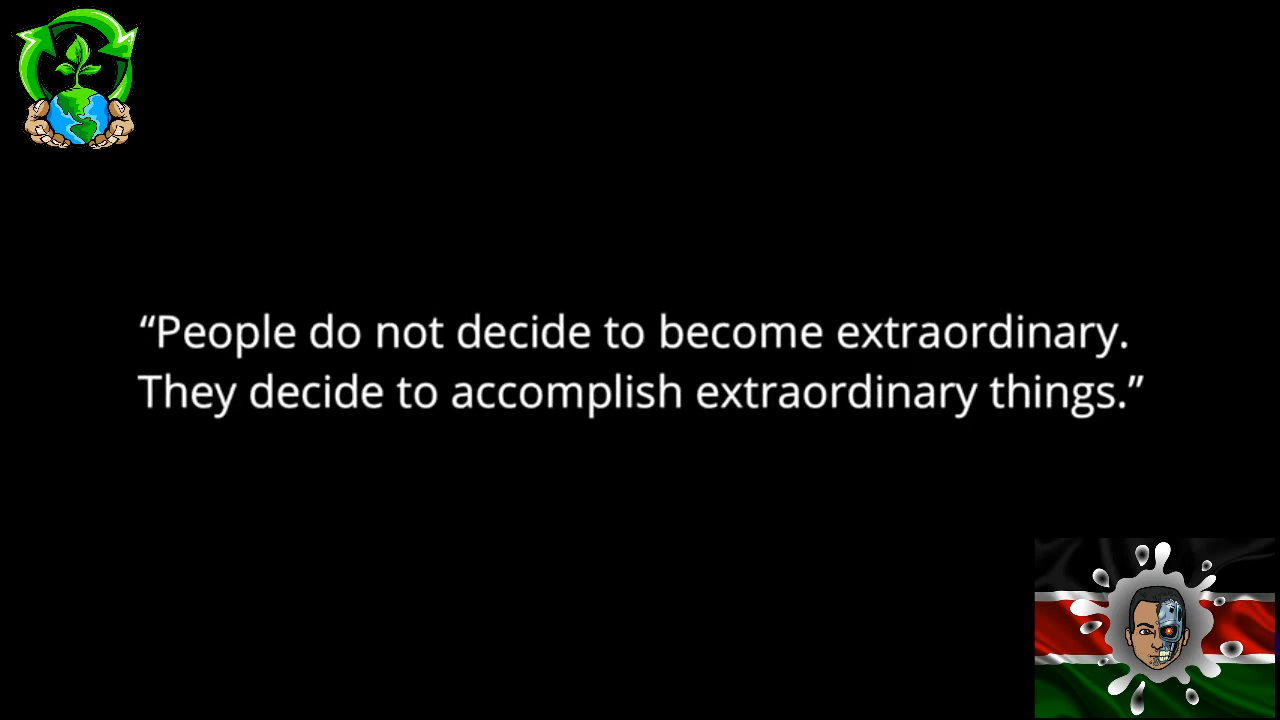 “People do not decide to become extraordinary.
They decide to accomplish extraordinary things.”